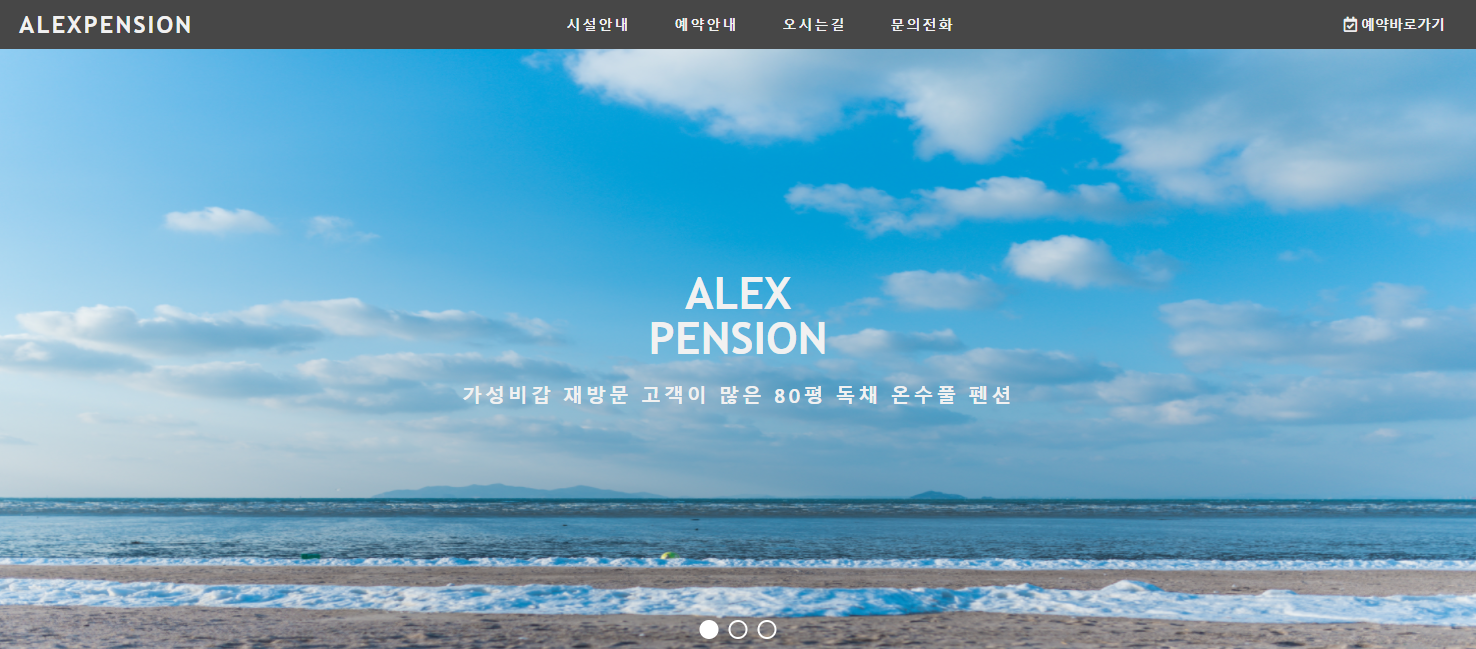 ALEXPENSION
시설안내 예약안내 오시는길 문의전화
예약바로가기
ALEX
PENSION
가성비갑 재방문 고객이 많은 80평 독채 온수풀 펜션